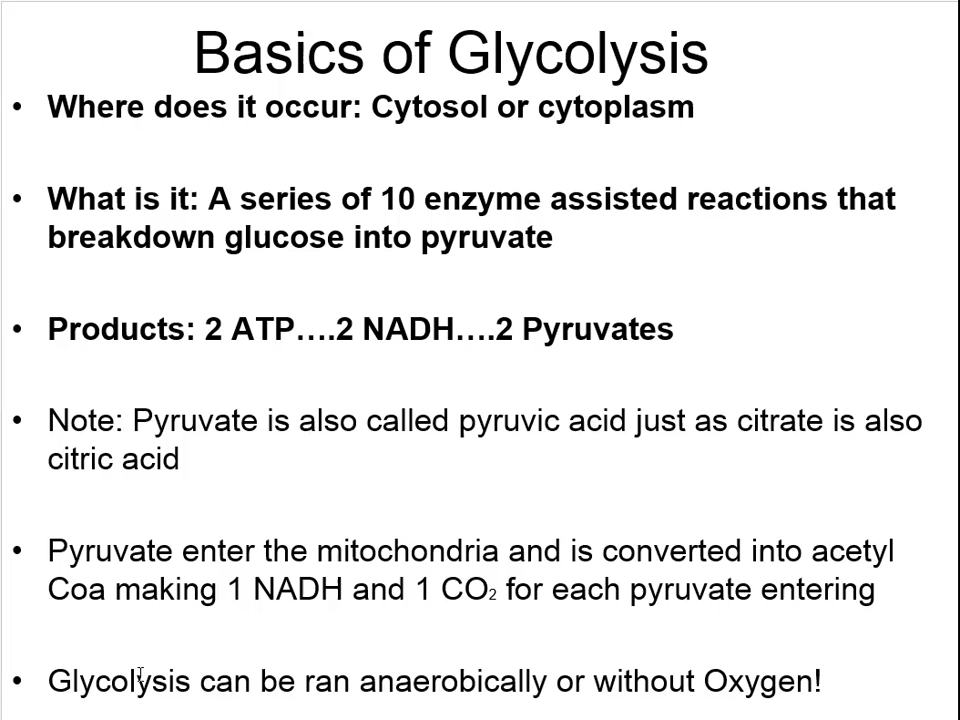 Basics of Glycolysis
• Where does it occur: Cytosol or cytoplasm
• What is it: A series of 10 enzyme assisted reactions that
breakdown glucose into pyruvate
• Products: 2 ATP....2 NADH....2 Pyruvates
• Note: Pyruvate is also called pyruvic acid just as citrate is also
citric acid
• Pyruvate enter the mitochondria and is converted into acetyl
Coa making 1 NADH and 1 CO₂ for each pyruvate entering
• Glycolysis can be ran anaerobically or without Oxygen!